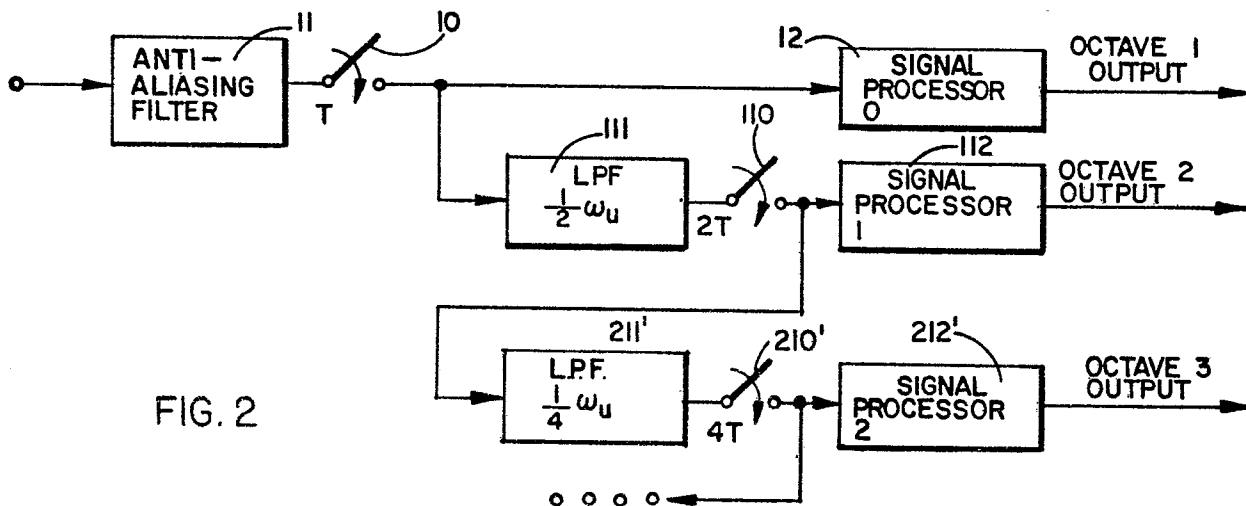 11
10
ANTI-
ALIASING
FILTER
T
12
SIGNAL
PROCESSOR
0
OCTAVE 1
OUTPUT
111
LPF
1/2 ωu
110
2T
112
SIGNAL
PROCESSOR
1
OCTAVE 2
OUTPUT
211'
L.P.F.
1/4 ωu
210'
4T
212'
SIGNAL
PROCESSOR
2
OCTAVE 3
OUTPUT
FIG. 2